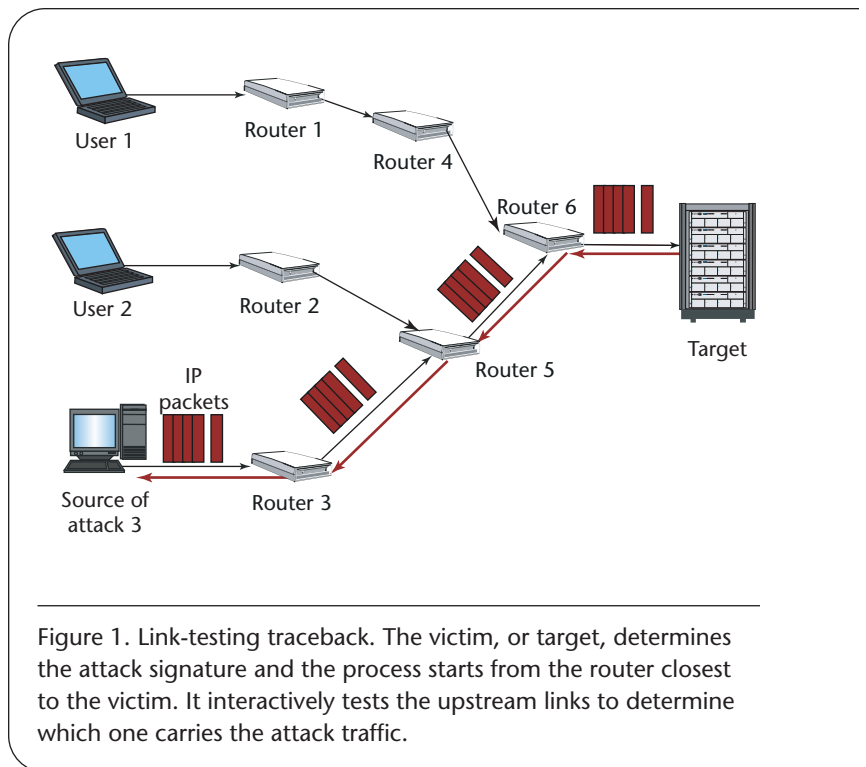 User 1
Router 1
Router 4
Router 6
User 2
Router 2
Router 5
Target
IP
packets
Source of
attack 3
Router 3
Figure 1. Link-testing traceback. The victim, or target, determines
the attack signature and the process starts from the router closest
to the victim. It interactively tests the upstream links to determine
which one carries the attack traffic.